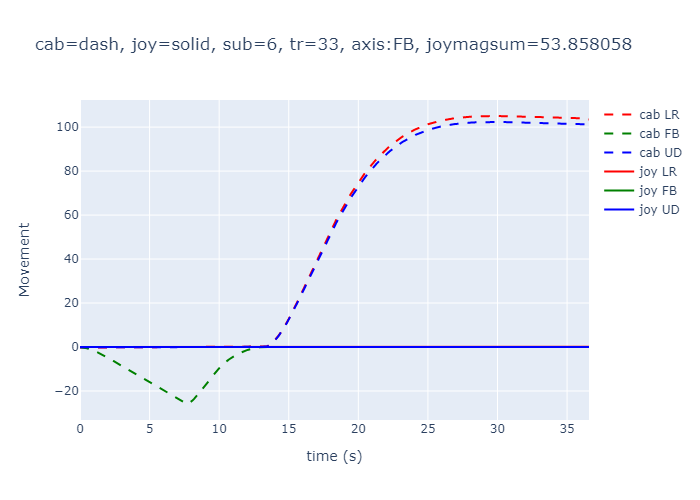 cab=dash, joy=solid, sub=6, tr=33, axis:FB, joymagsum=53.858058
cab LR
cab FB
cab UD
joy LR
joy FB
joy UD
Movement
100
80
60
40
20
0
−20
0
5
10
15
20
25
30
35
time (s)